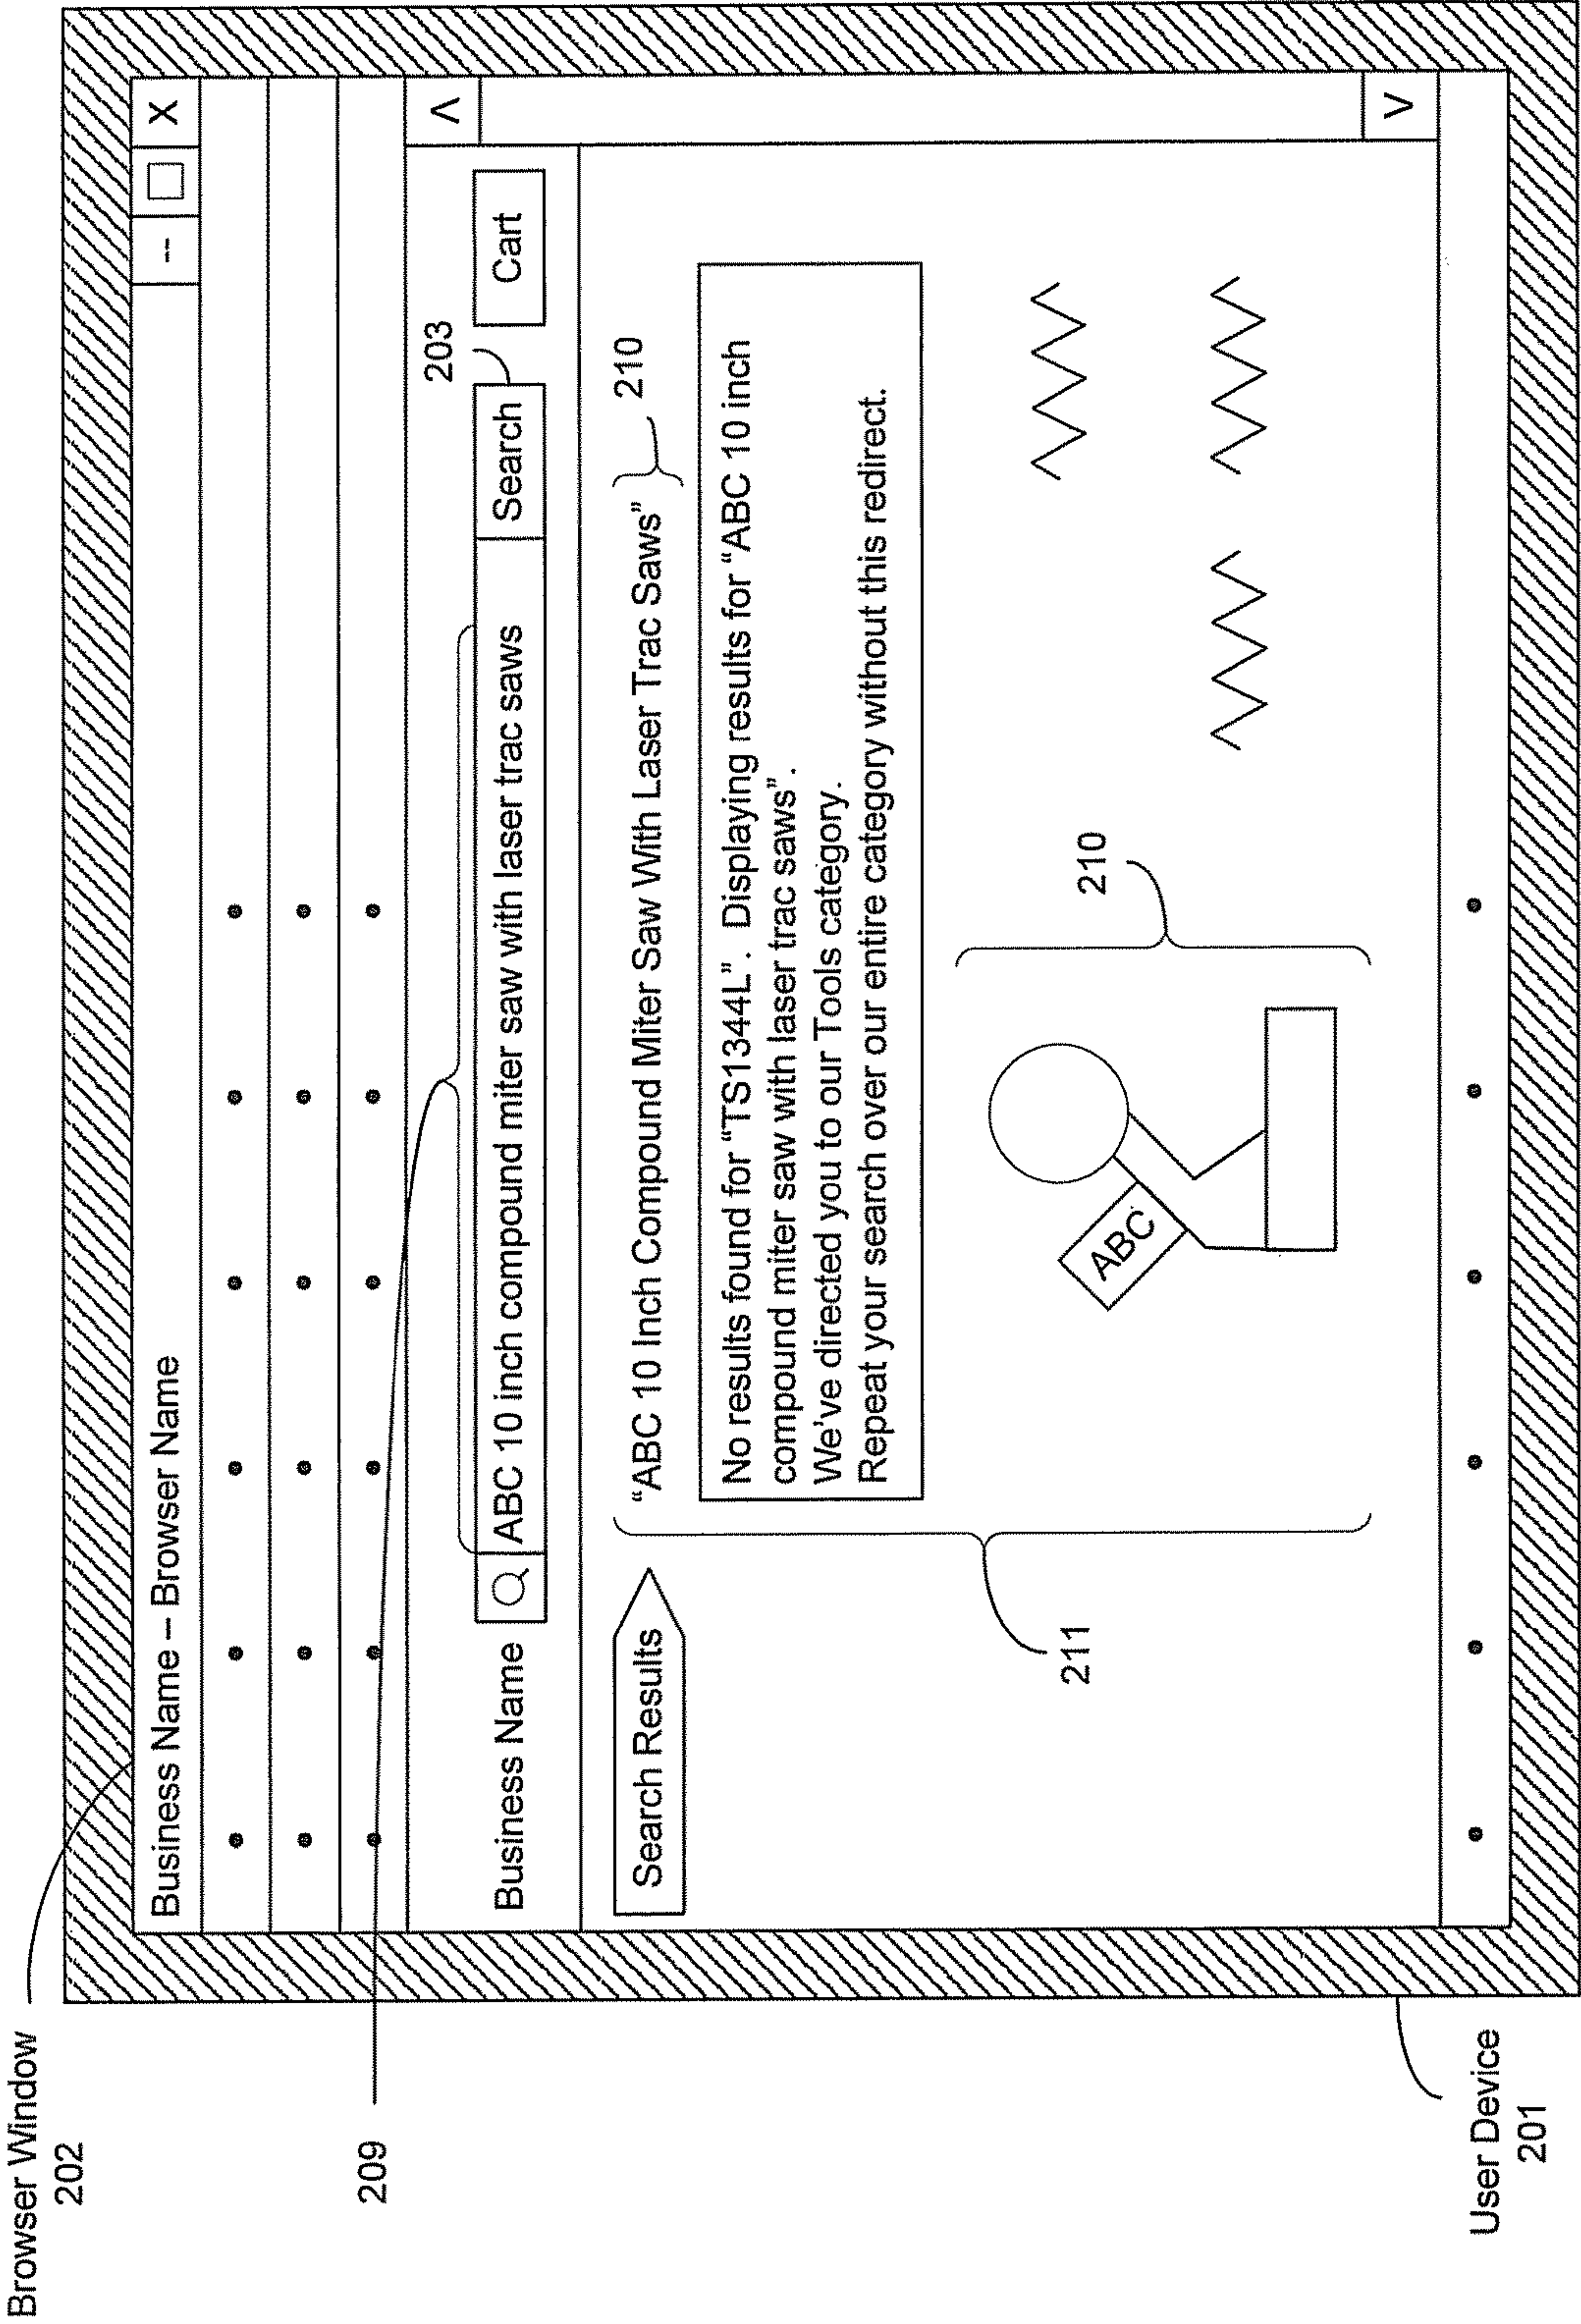 Browser Window
202
Business Name – Browser Name
-- X
209
203
Business Name
ABC 10 inch compound miter saw with laser trac saws
Search
Cart
<
Search Results
“ABC 10 Inch Compound Miter Saw With Laser Trac Saws”
210
No results found for “TS1344L”. Displaying results for “ABC 10 inch
compound miter saw with laser trac saws”.
We’ve directed you to our Tools category.
Repeat your search over our entire category without this redirect.
211
ABC
210
V
User Device
201